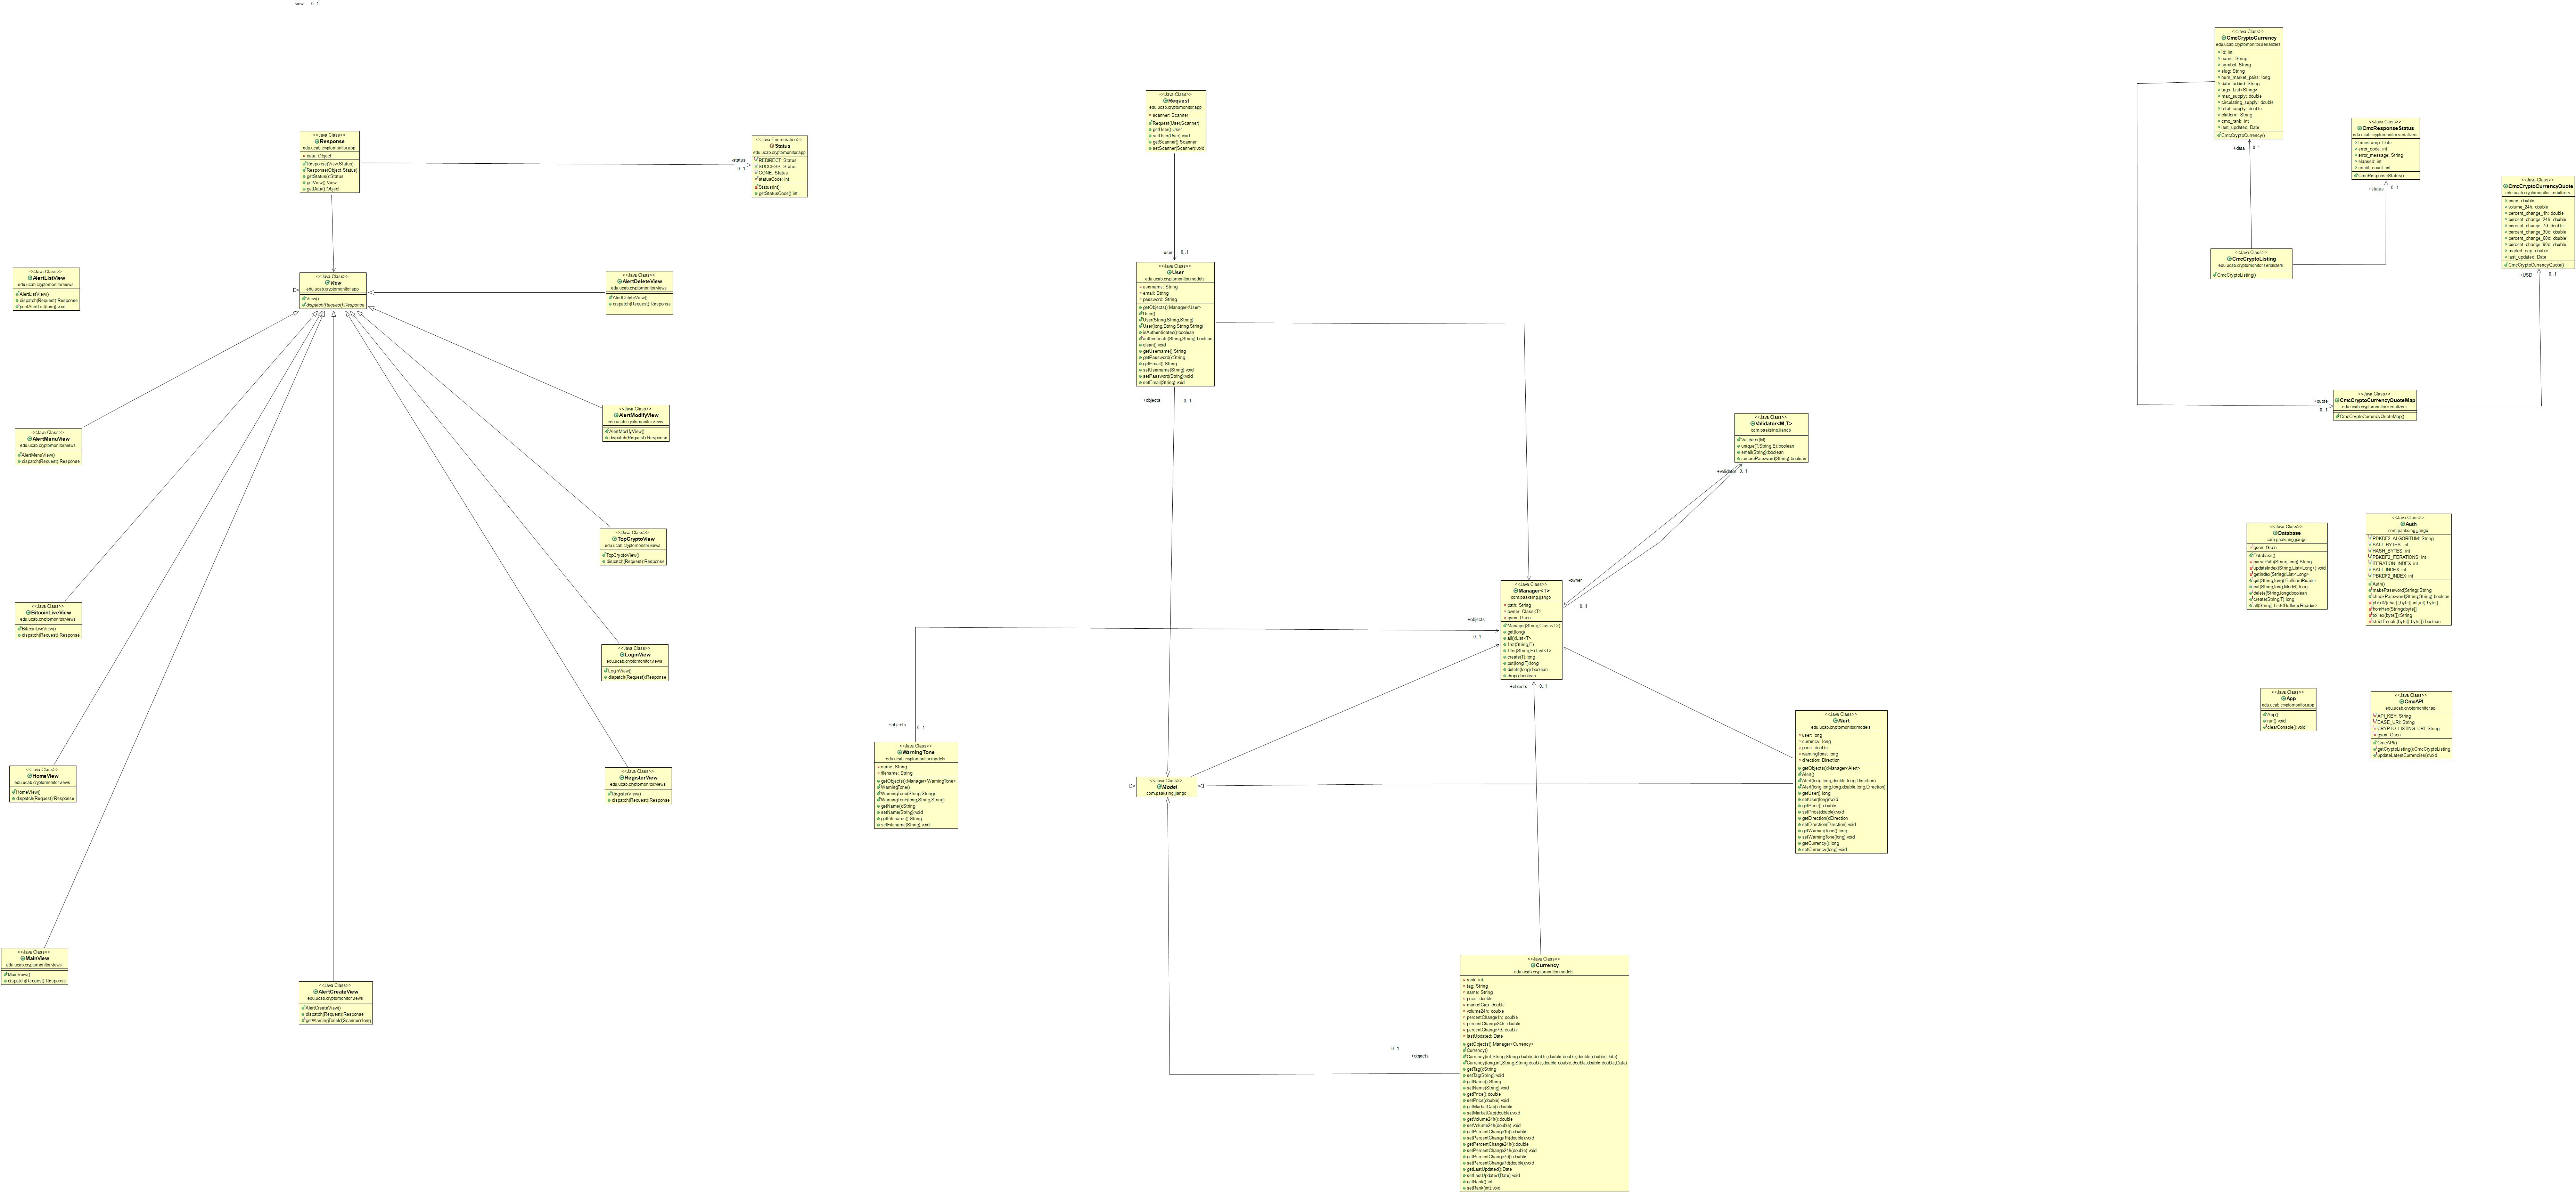 -view 0..1
<<Java Class>>
Response
edu.ucab.cryptomonitor.app
data: Object
Response(View,Status)
Response(Object,Status)
getStatus():Status
getView():View
getData():Object
-status
0..1
<<Java Enumeration>>
Status
edu.ucab.cryptomonitor.app
REDIRECT: Status
SUCCESS: Status
GONE: Status
statusCode: int
Status(int)
getStatusCode():int
<<Java Class>>
AlertListView
edu.ucab.cryptomonitor.views
AlertListView()
dispatch(Request):Response
printAlertList(long):void
<<Java Class>>
View
edu.ucab.cryptomonitor.app
View()
dispatch(Request):Response
<<Java Class>>
AlertDeleteView
edu.ucab.cryptomonitor.views
AlertDeleteView()
dispatch(Request):Response
<<Java Class>>
AlertMenuView
edu.ucab.cryptomonitor.views
AlertMenuView()
dispatch(Request):Response
<<Java Class>>
AlertModifyView
edu.ucab.cryptomonitor.views
AlertModifyView()
dispatch(Request):Response
<<Java Class>>
TopCryptoView
edu.ucab.cryptomonitor.views
TopCryptoView()
dispatch(Request):Response
<<Java Class>>
BitcoinLiveView
edu.ucab.cryptomonitor.views
BitcoinLiveView()
dispatch(Request):Response
<<Java Class>>
LoginView
edu.ucab.cryptomonitor.views
LoginView()
dispatch(Request):Response
<<Java Class>>
HomeView
edu.ucab.cryptomonitor.views
HomeView()
dispatch(Request):Response
<<Java Class>>
RegisterView
edu.ucab.cryptomonitor.views
RegisterView()
dispatch(Request):Response
<<Java Class>>
MainView
edu.ucab.cryptomonitor.views
MainView()
dispatch(Request):Response
<<Java Class>>
AlertCreateView
edu.ucab.cryptomonitor.views
AlertCreateView()
dispatch(Request):Response
getWarningToneId(Scanner):long
<<Java Class>>
Request
edu.ucab.cryptomonitor.app
scanner: Scanner
Request(User,Scanner)
getUser():User
setUser(User):void
getScanner():Scanner
setScanner(Scanner):void
-user 0..1
<<Java Class>>
User
edu.ucab.cryptomonitor.models
username: String
email: String
password: String
getObjects():Manager<User>
User()
User(String,String,String)
User(long,String,String,String)
isAuthenticated():boolean
authenticate(String,String):boolean
clean():void
getUsername():String
getPassword():String
getEmail():String
setUsername(String):void
setPassword(String):void
setEmail(String):void
+objects 0..1
<<Java Class>>
Validator<M,T>
com.paaksing.jjango
Validator(M)
unique(T,String,E):boolean
email(String):boolean
securePassword(String):boolean
+validate 0..1
-owner
0..1
<<Java Class>>
Manager<T>
com.paaksing.jjango
path: String
owner: Class<T>
gson: Gson
Manager(String,Class<T>)
get(long)
all():List<T>
find(String,E)
filter(String,E):List<T>
create(T):long
put(long,T):long
delete(long):boolean
drop():boolean
+objects
0..1
+objects 0..1
+objects 0..1
<<Java Class>>
WarningTone
edu.ucab.cryptomonitor.models
name: String
filename: String
getObjects():Manager<WarningTone>
WarningTone()
WarningTone(String,String)
WarningTone(long,String,String)
getName():String
setName(String):void
getFilename():String
setFilename(String):void
<<Java Class>>
Model
com.paaksing.jjango
<<Java Class>>
Alert
edu.ucab.cryptomonitor.models
user: long
currency: long
price: double
warningTone: long
direction: Direction
getObjects():Manager<Alert>
Alert()
Alert(long,long,double,long,Direction)
Alert(long,long,long,double,long,Direction)
getUser():long
setUser(long):void
getPrice():double
setPrice(double):void
getDirection():Direction
setDirection(Direction):void
getWarningTone():long
setWarningTone(long):void
getCurrency():long
setCurrency(long):void
<<Java Class>>
Currency
edu.ucab.cryptomonitor.models
rank: int
tag: String
name: String
price: double
marketCap: double
volume24h: double
percentChange1h: double
percentChange24h: double
percentChange7d: double
lastUpdated: Date
getObjects():Manager<Currency>
Currency()
Currency(int,String,String,double,double,double,double,double,double,Date)
Currency(long,int,String,String,double,double,double,double,double,double,Date)
getTag():String
setTag(String):void
getName():String
setName(String):void
getPrice():double
setPrice(double):void
getMarketCap():double
setMarketCap(double):void
getVolume24h():double
setVolume24h(double):void
getPercentChange1h():double
setPercentChange1h(double):void
getPercentChange24h():double
setPercentChange24h(double):void
getPercentChange7d():double
setPercentChange7d(double):void
getLastUpdated():Date
setLastUpdated(Date):void
getRank():int
setRank(int):void
0..1
+objects
<<Java Class>>
CmcCryptoCurrency
edu.ucab.cryptomonitor.serializers
id: int
name: String
symbol: String
slug: String
num_market_pairs: long
date_added: String
tags: List<String>
max_supply: double
circulating_supply: double
total_supply: double
platform: String
cmc_rank: int
last_updated: Date
CmcCryptoCurrency()
+data 0..*
<<Java Class>>
CmcResponseStatus
edu.ucab.cryptomonitor.serializers
timestamp: Date
error_code: int
error_message: String
elapsed: int
credit_count: int
CmcResponseStatus()
+status 0..1
<<Java Class>>
CmcCryptoCurrencyQuote
edu.ucab.cryptomonitor.serializers
price: double
volume_24h: double
percent_change_1h: double
percent_change_24h: double
percent_change_7d: double
percent_change_30d: double
percent_change_60d: double
percent_change_90d: double
market_cap: double
last_updated: Date
CmcCryptoCurrencyQuote()
+USD 0..1
<<Java Class>>
CmcCryptoListing
edu.ucab.cryptomonitor.serializers
CmcCryptoListing()
+quote
0..1
<<Java Class>>
CmcCryptoCurrencyQuoteMap
edu.ucab.cryptomonitor.serializers
CmcCryptoCurrencyQuoteMap()
<<Java Class>>
Database
com.paaksing.jjango
gson: Gson
Database()
parsePath(String,long):String
updateIndex(String,List<Long>):void
getIndex(String):List<Long>
get(String,long):BufferedReader
put(String,long,Model):long
delete(String,long):boolean
create(String,T):long
all(String):List<BufferedReader>
<<Java Class>>
Auth
com.paaksing.jjango
PBKDF2_ALGORITHM: String
SALT_BYTES: int
HASH_BYTES: int
PBKDF2_ITERATIONS: int
ITERATION_INDEX: int
SALT_INDEX: int
PBKDF2_INDEX: int
Auth()
makePassword(String):String
checkPassword(String,String):boolean
pbkdf2(char[],byte[],int,int):byte[]
fromHex(String):byte[]
toHex(byte[]):String
strictEquals(byte[],byte[]):boolean
<<Java Class>>
App
edu.ucab.cryptomonitor.app
App()
run():void
clearConsole():void
<<Java Class>>
CmcAPI
edu.ucab.cryptomonitor.api
API_KEY: String
BASE_URI: String
CRYPTO_LISTING_URI: String
gson: Gson
CmcAPI()
getCryptoListing():CmcCryptoListing
updateLatestCurrencies():void